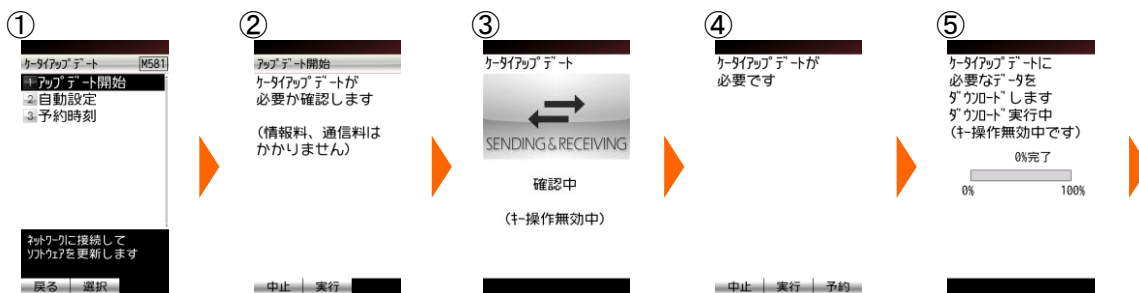 ①
ｹｰﾀｲｱｯﾌﾟﾃﾞｰﾄ M581
1 ｱｯﾌﾟﾃﾞｰﾄ開始
2 自動設定
3 予約時刻
ﾈｯﾄﾜｰｸに接続して
ｿﾌﾄｳｪｱを更新します
戻る 選択
②
ｱｯﾌﾟﾃﾞｰﾄ開始
ｹｰﾀｲｱｯﾌﾟﾃﾞｰﾄが
必要か確認します
(情報料、通信料は
かかりません)
中止 実行
③
ｹｰﾀｲｱｯﾌﾟﾃﾞｰﾄ
SENDING&RECEIVING
確認中
(ｷｰ操作無効中)
④
ｹｰﾀｲｱｯﾌﾟﾃﾞｰﾄが
必要です
中止 実行 予約
⑤
ｹｰﾀｲｱｯﾌﾟﾃﾞｰﾄに
必要なﾃﾞｰﾀを
ﾀﾞｳﾝﾛｰﾄﾞします
ﾀﾞｳﾝﾛｰﾄﾞ実行中
(ｷｰ操作無効中です)
0%完了
0% 100%